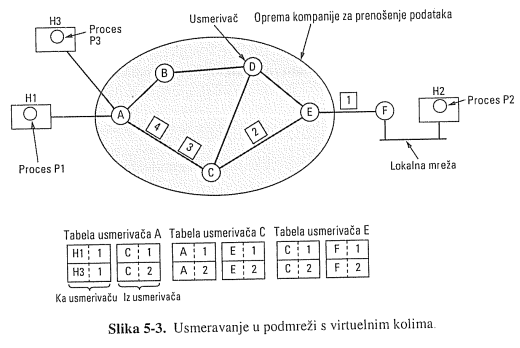 H3
Proces
P3
Usmerivač
Oprema kompanije za prenošenje podataka
B
D
H1
A
E
1
F
H2
Proces P2
4
3
2
C
Proces P1
Lokalna mreža
Tabela usmerivača A
Tabela usmerivača C
Tabela usmerivača E
H1 1 C 1 A 1 E 1 C 1 F 1
H3 1 C 2 A 2 E 2 C 2 F 2
Ka usmerivaču Iz usmerivača
Slika 5-3. Usmeravanje u podmreži s virtuelnim kolima.